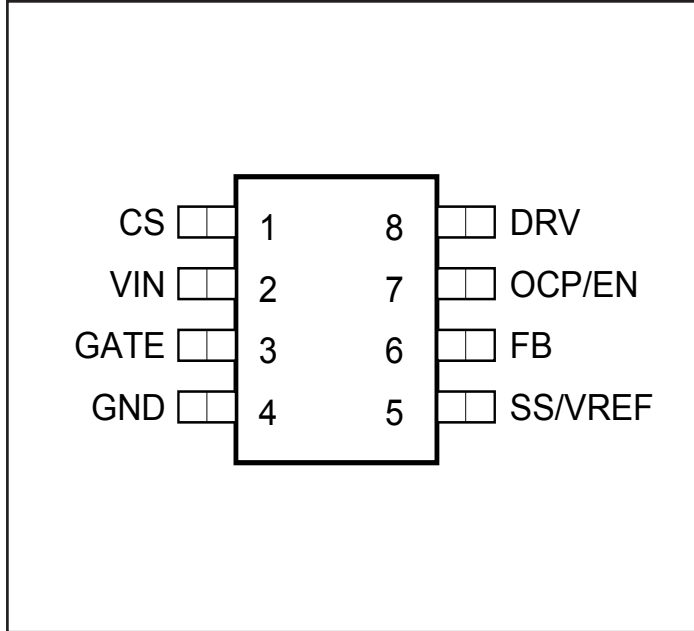 CS 1 8 DRV
VIN 2 7 OCP/EN
GATE 3 6 FB
GND 4 5 SS/VREF